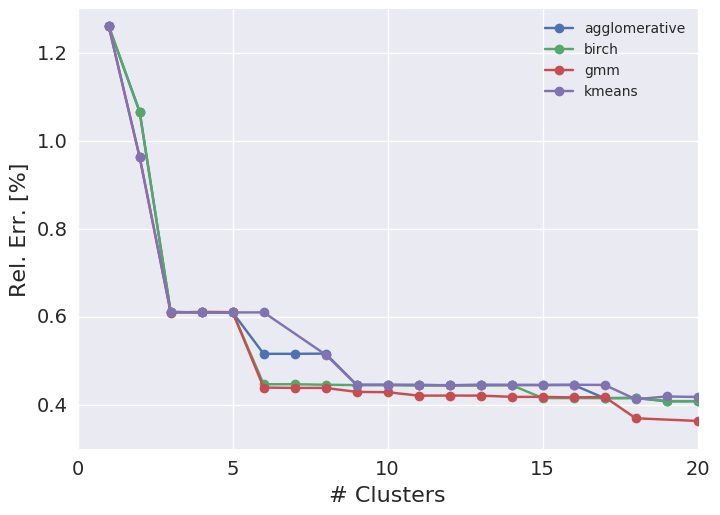 agglomerative
birch
gmm
kmeans
1.2
1.0
0.8
0.6
0.4
Rel. Err. [%]
0 5 10 15 20
# Clusters